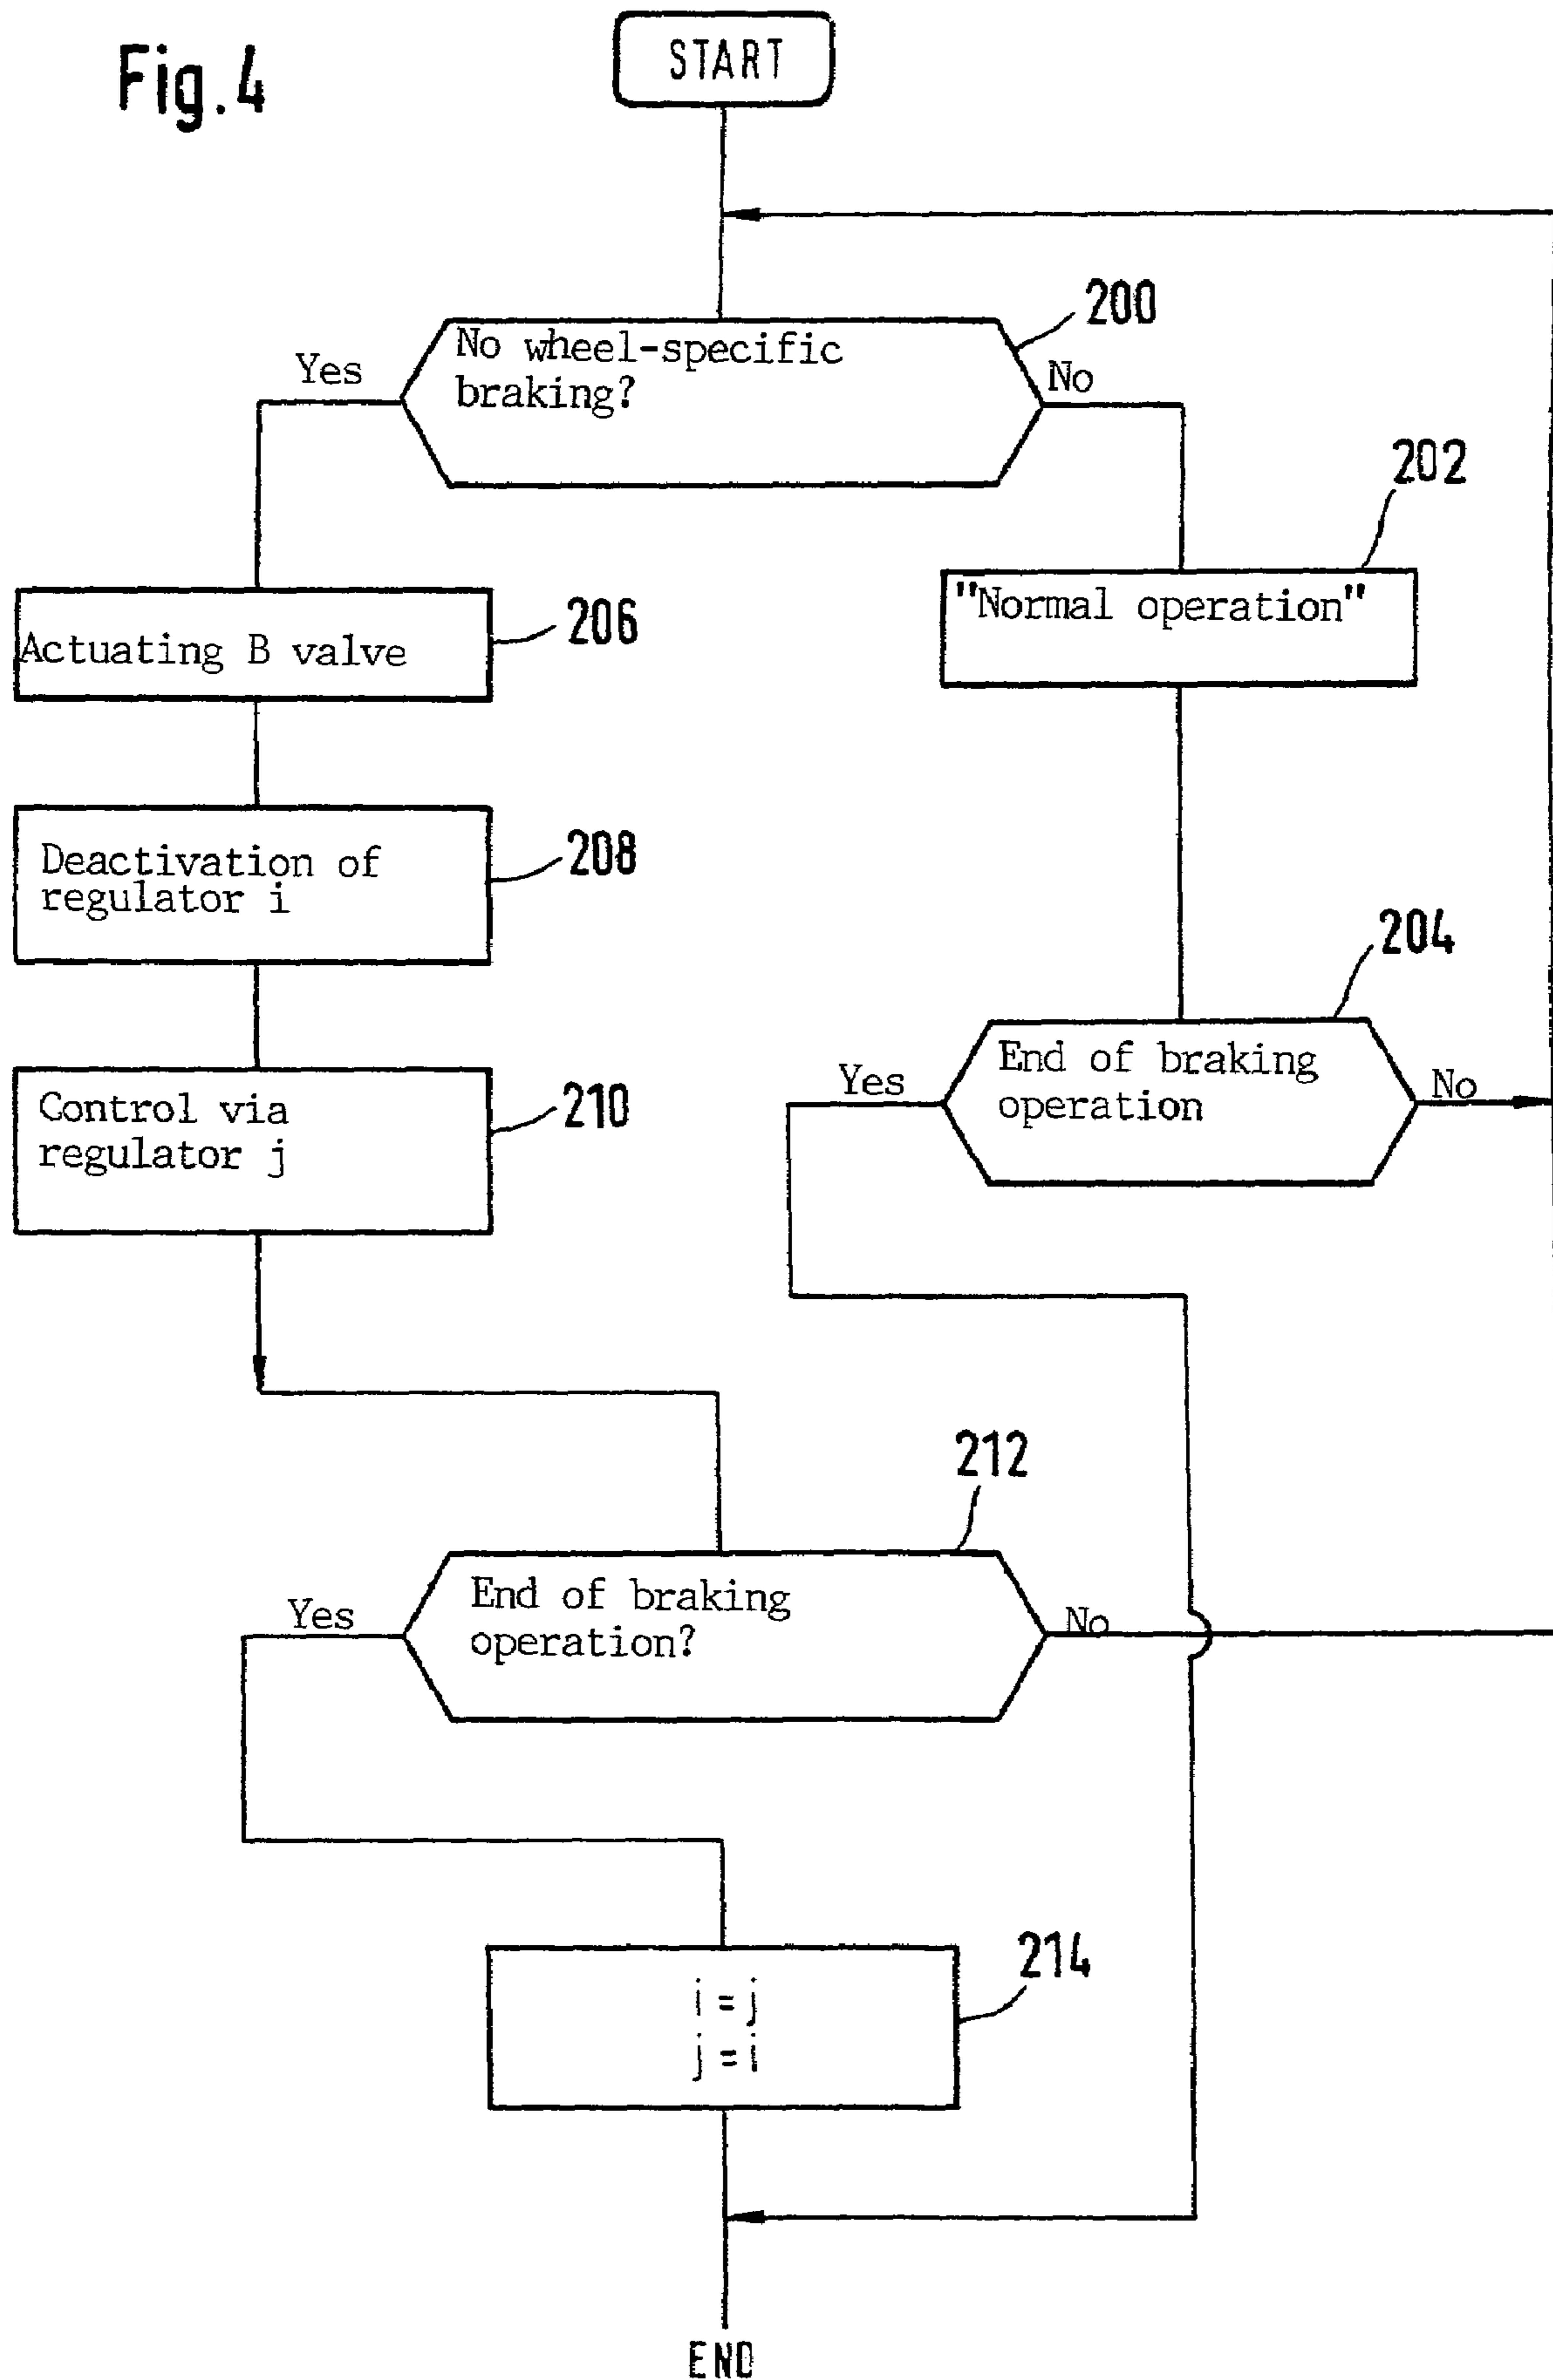 Fig.4
START
200
No wheel-specific
braking?
Yes
No
202
"Normal operation"
206
Actuating B valve
208
Deactivation of
regulator i
204
End of braking
operation
Yes
No
210
Control via
regulator j
212
End of braking
operation?
Yes
No
214
i = j
j = i
END